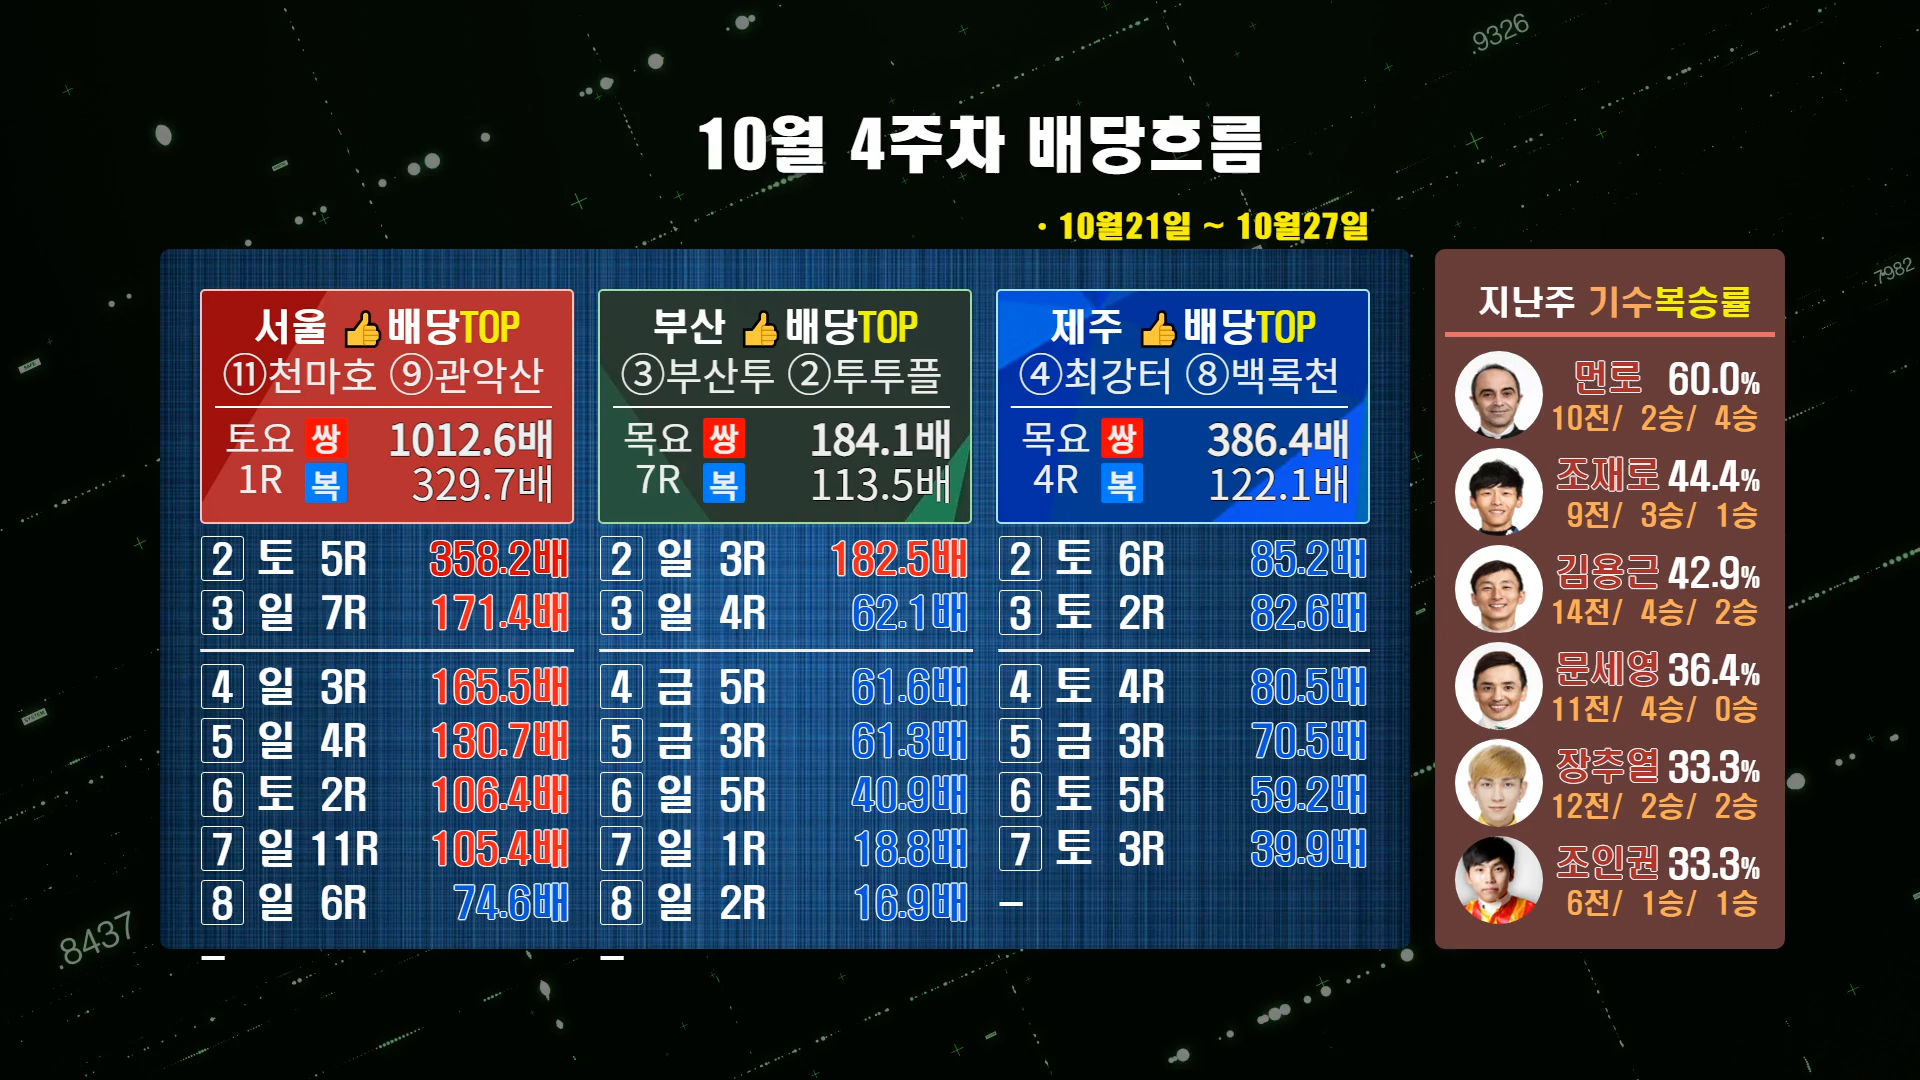 .9326
10월 4주차 배당흐름
· 10월21일 ~ 10월27일
.7982
서울 👍배당TOP
⑪천마호 ⑨관악산
토요 쌍 1012.6배
1R 복 329.7배
2 토 5R 358.2배
3 일 7R 171.4배
4 일 3R 165.5배
5 일 4R 130.7배
6 토 2R 106.4배
7 일 11R 105.4배
8 일 6R 74.6배
–
부산 👍배당TOP
③부산투 ②투투플
목요 쌍 184.1배
7R 복 113.5배
2 일 3R 182.5배
3 일 4R 62.1배
4 금 5R 61.6배
5 금 3R 61.3배
6 일 5R 40.9배
7 일 1R 18.8배
8 일 2R 16.9배
–
제주 👍배당TOP
④최강터 ⑧백록천
목요 쌍 386.4배
4R 복 122.1배
2 토 6R 85.2배
3 토 2R 82.6배
4 토 4R 80.5배
5 금 3R 70.5배
6 토 5R 59.2배
7 토 3R 39.9배
–
지난주 기수복승률
먼로 60.0%
10전/ 2승/ 4승
조재로 44.4%
9전/ 3승/ 1승
김용근 42.9%
14전/ 4승/ 2승
문세영 36.4%
11전/ 4승/ 0승
장추열 33.3%
12전/ 2승/ 2승
조인권 33.3%
6전/ 1승/ 1승
.8437